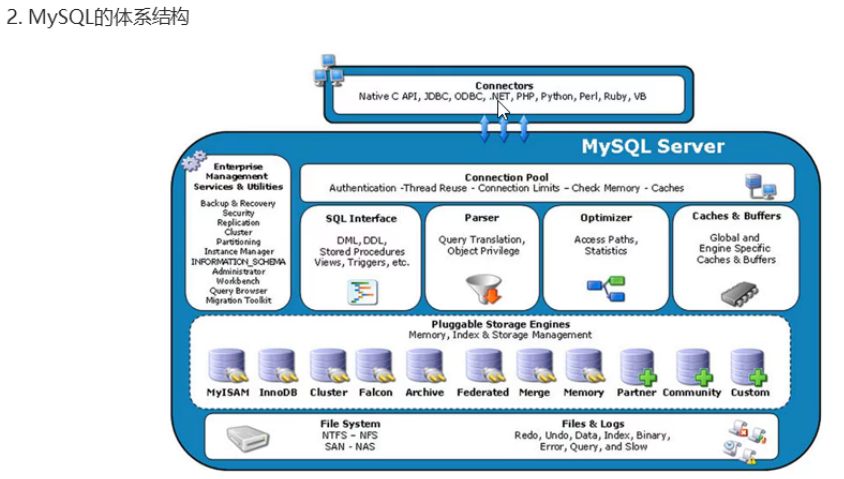 2. MySQL的体系结构
Connectors
Native C API, JDBC, ODBC, .NET, PHP, Python, Perl, Ruby, VB
MySQL Server
Enterprise
Management
Services & Utilities
Backup & Recovery
Security
Replication
Cluster
Partitioning
Instance Manager
INFORMATION_SCHEMA
Administrator
Workbench
Query Browser
Migration Toolkit
Connection Pool
Authentication -Thread Reuse - Connection Limits – Check Memory - Caches
SQL Interface
DML, DDL,
Stored Procedures
Views, Triggers, etc.
Parser
Query Translation,
Object Privilege
Optimizer
Access Paths,
Statistics
Caches & Buffers
Global and
Engine Specific
Caches & Buffers
Pluggable Storage Engines
Memory, Index & Storage Management
MyISAM InnoDB Cluster Falcon Archive Federated Merge Memory Partner Community Custom
File System
NTFS – NFS
SAN - NAS
Files & Logs
Redo, Undo, Data, Index, Binary,
Error, Query, and Slow